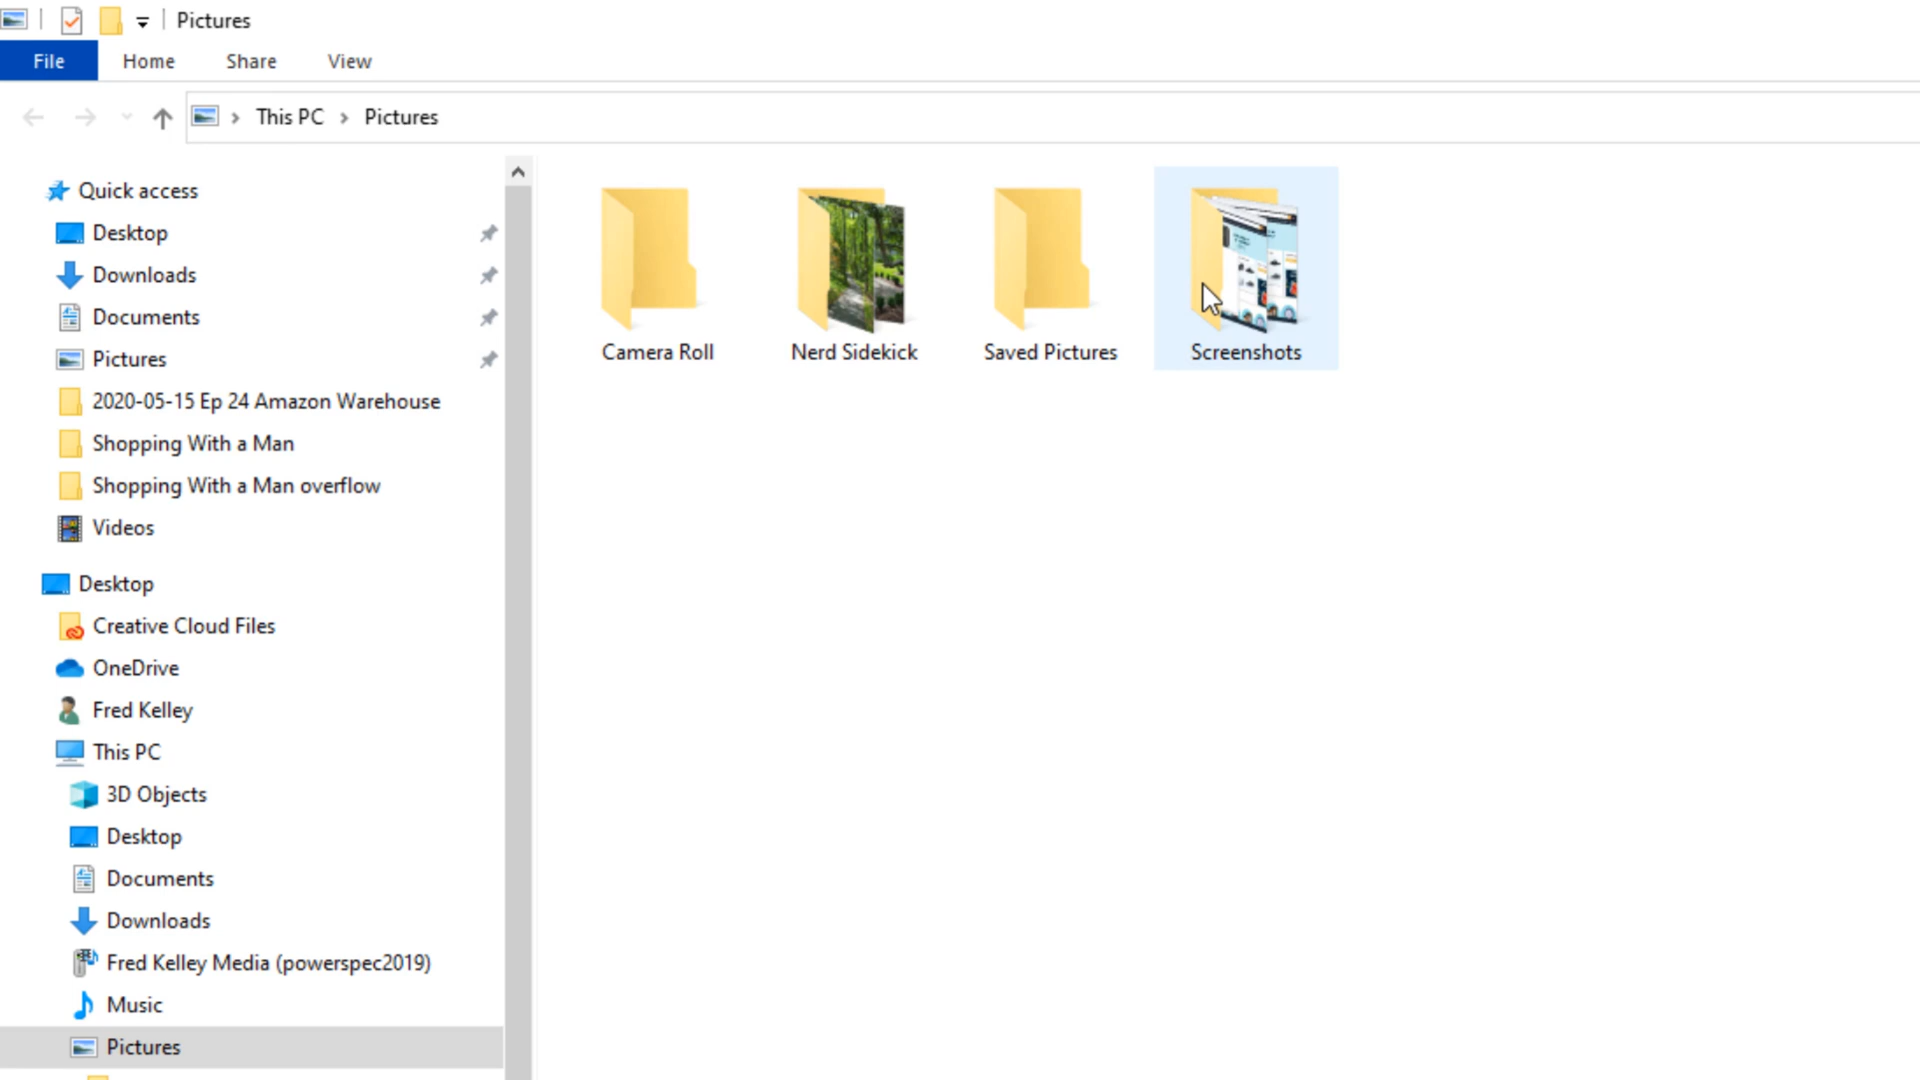 Pictures
File Home Share View
This PC Pictures
Quick access
Desktop
Downloads
Documents
Pictures
2020-05-15 Ep 24 Amazon Warehouse
Shopping With a Man
Shopping With a Man overflow
Videos
Desktop
Creative Cloud Files
OneDrive
Fred Kelley
This PC
3D Objects
Desktop
Documents
Downloads
Fred Kelley Media (powerspec2019)
Music
Pictures
Camera Roll Nerd Sidekick Saved Pictures Screenshots